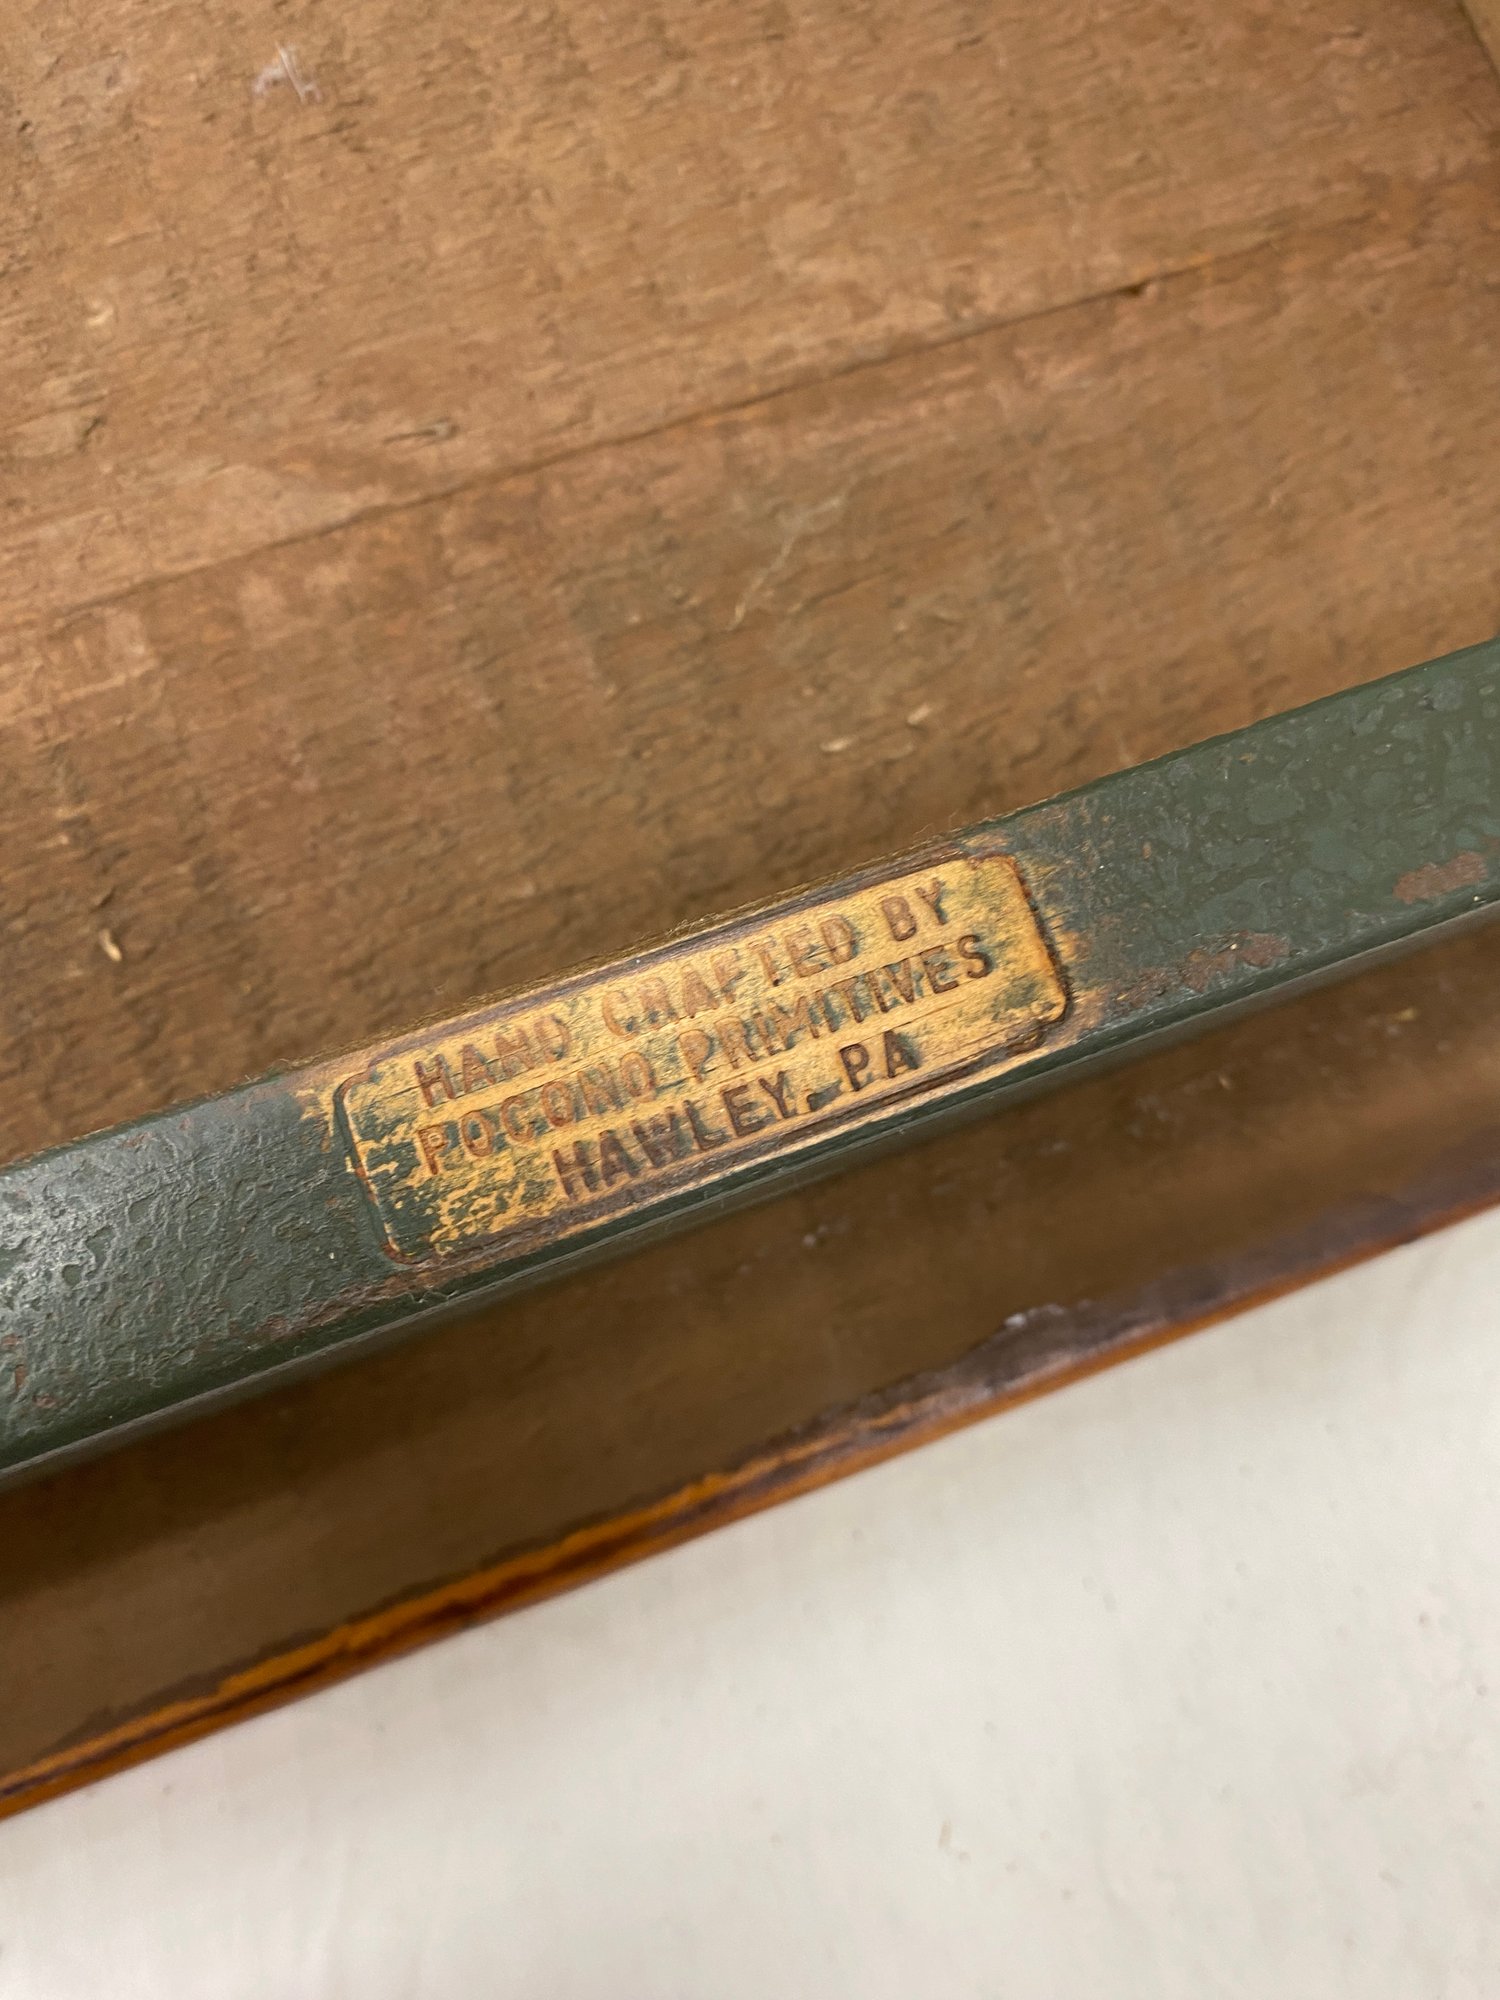 HAND CRAFTED BY
POCONO PRIMITIVES
HAWLEY, PA